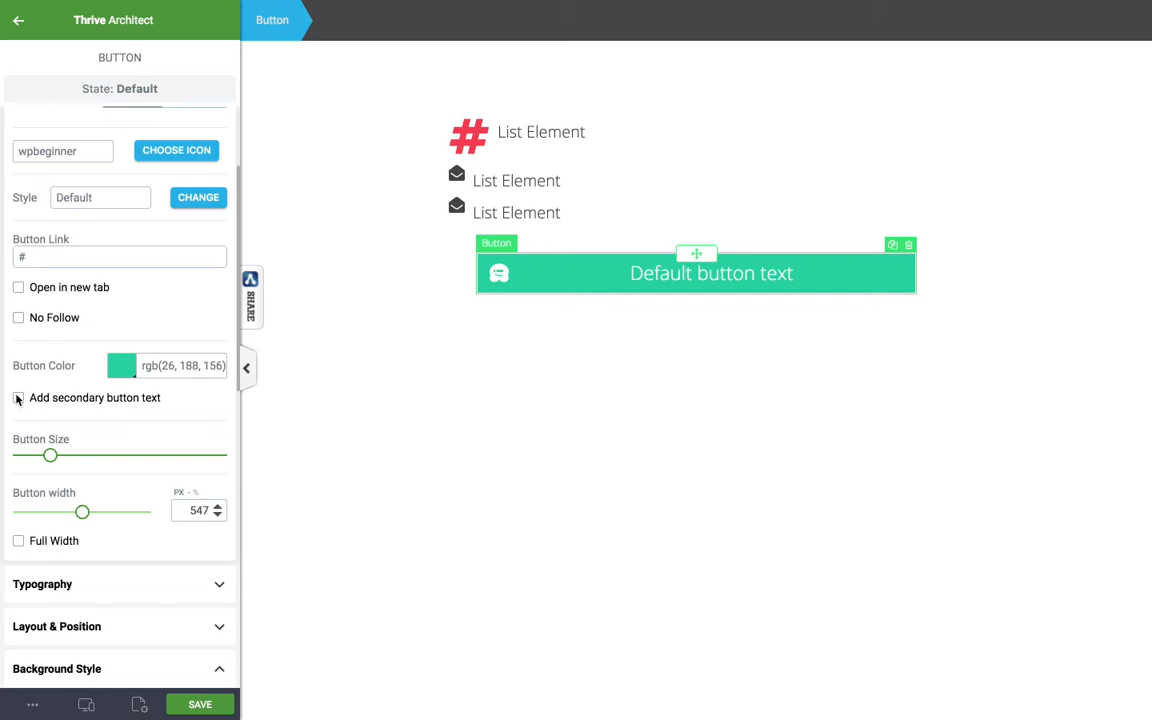 Thrive Architect
Button
BUTTON
State: Default
wpbeginner
CHOOSE ICON
Style
Default
CHANGE
Button Link
#
Open in new tab
No Follow
Button Color
rgb(26, 188, 156)
Add secondary button text
Button Size
Button width
PX - %
547
Full Width
Typography
Layout & Position
Background Style
SAVE
SHARE
# List Element
List Element
List Element
Button
Default button text